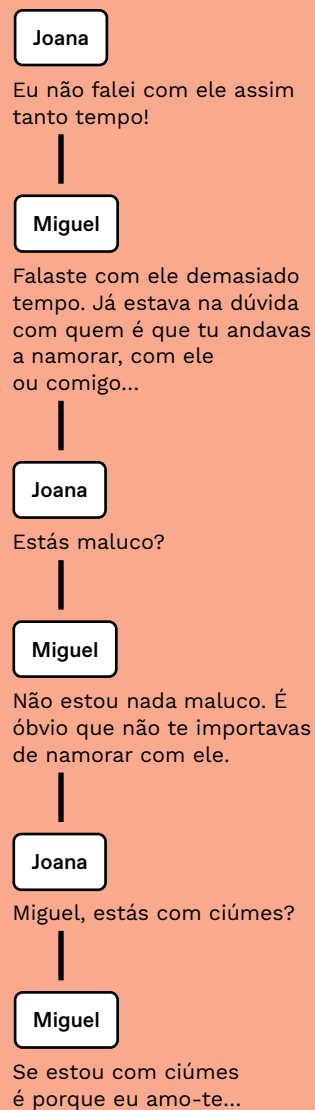 Joana
Eu não falei com ele assim
tanto tempo!
Miguel
Falaste com ele demasiado
tempo. Já estava na dúvida
com quem é que tu andavas
a namorar, com ele
ou comigo...
Joana
Estás maluco?
Miguel
Não estou nada maluco. É
óbvio que não te importavas
de namorar com ele.
Joana
Miguel, estás com ciúmes?
Miguel
Se estou com ciúmes
é porque eu amo-te...